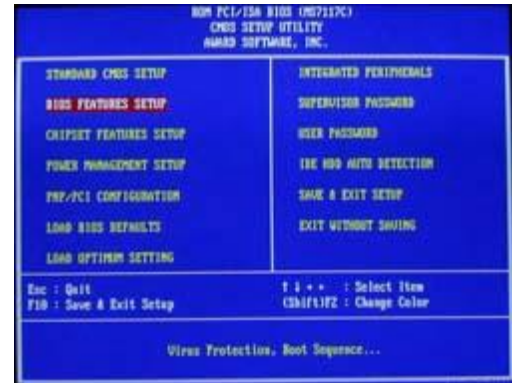 ROM PCI/ISA BIOS (MS7117C)
CMOS SETUP UTILITY
AWARD SOFTWARE, INC.
STANDARD CMOS SETUP
BIOS FEATURES SETUP
CHIPSET FEATURES SETUP
POWER MANAGEMENT SETUP
PNP/PCI CONFIGURATION
LOAD BIOS DEFAULTS
LOAD OPTIMUM SETTING
INTEGRATED PERIPHERALS
SUPERVISOR PASSWORD
USER PASSWORD
IDE HDD AUTO DETECTION
SAVE & EXIT SETUP
EXIT WITHOUT SAVING
Esc : Quit
F10 : Save & Exit Setup
↑ ↓ → ← : Select Item
(Shift)F2 : Change Color
Virus Protection, Boot Sequence...